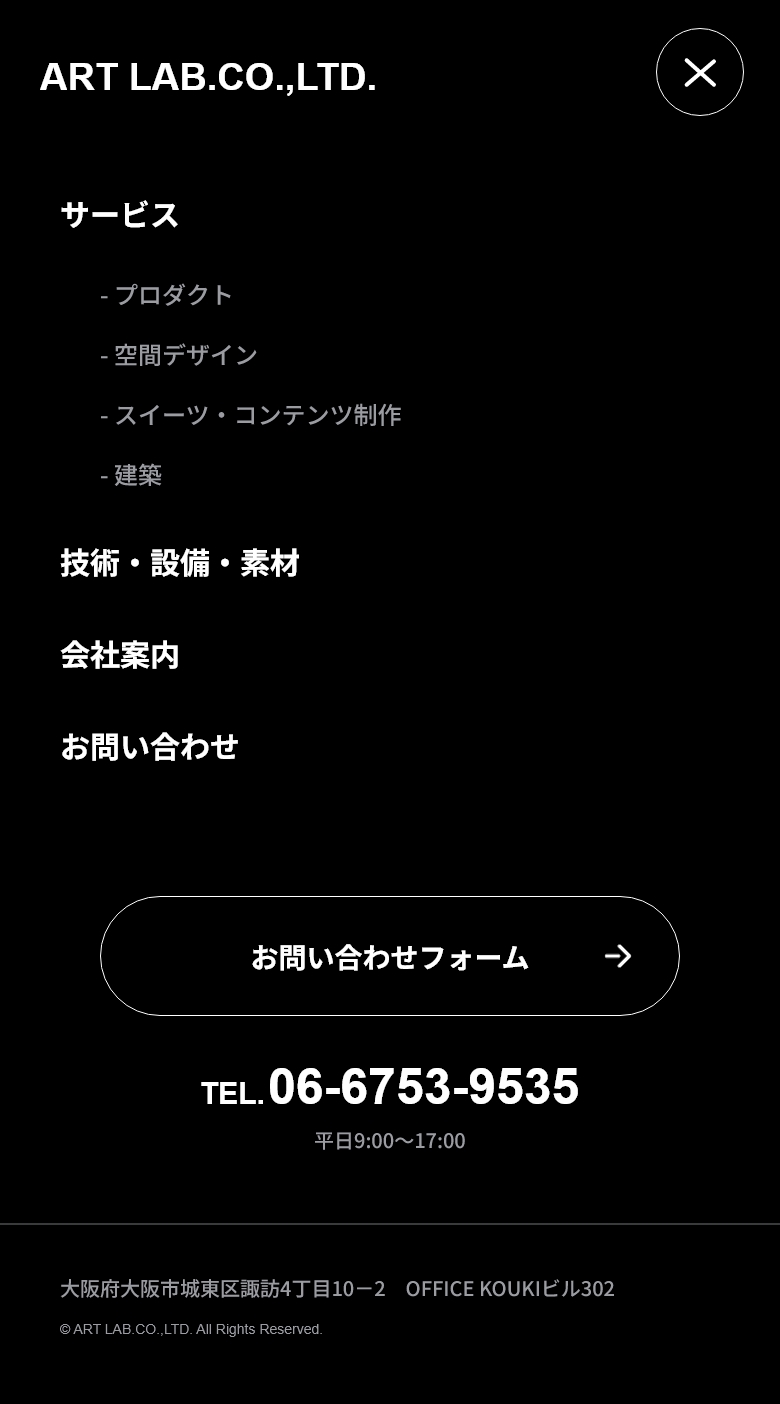 ART LAB.CO.,LTD.
サービス
- プロダクト
- 空間デザイン
- スイーツ・コンテンツ制作
- 建築
技術・設備・素材
会社案内
お問い合わせ
お問い合わせフォーム
TEL.06-6753-9535
平日9:00〜17:00
大阪府大阪市城東区諏訪4丁目10－2　OFFICE KOUKIビル302
© ART LAB.CO.,LTD. All Rights Reserved.